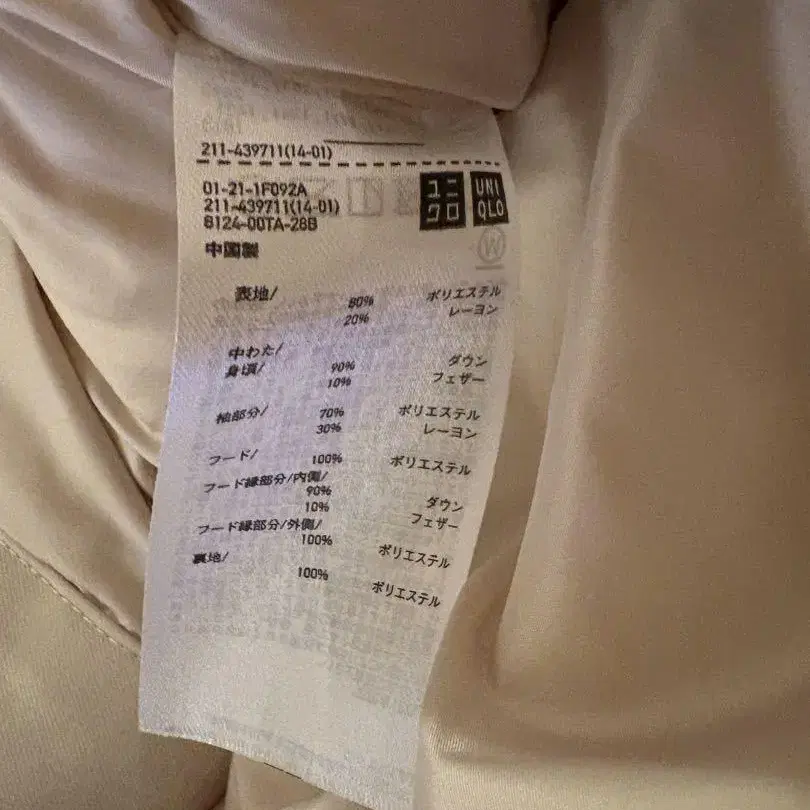 211-439711(14-01)
01-21-1F092A
211-439711(14-01)
8124-00TA-28B
ユニ
クロ
UNI
QLO
中国製
W
表地/ 80% ポリエステル
20% レーヨン
中わた/
身頃/ 90% ダウン
10% フェザー
袖部分/ 70% ポリエステル
30% レーヨン
フード/ 100% ポリエステル
フード縁部分/内側/
90% ダウン
10% フェザー
フード縁部分/外側/
100% ポリエステル
裏地/
100% ポリエステル